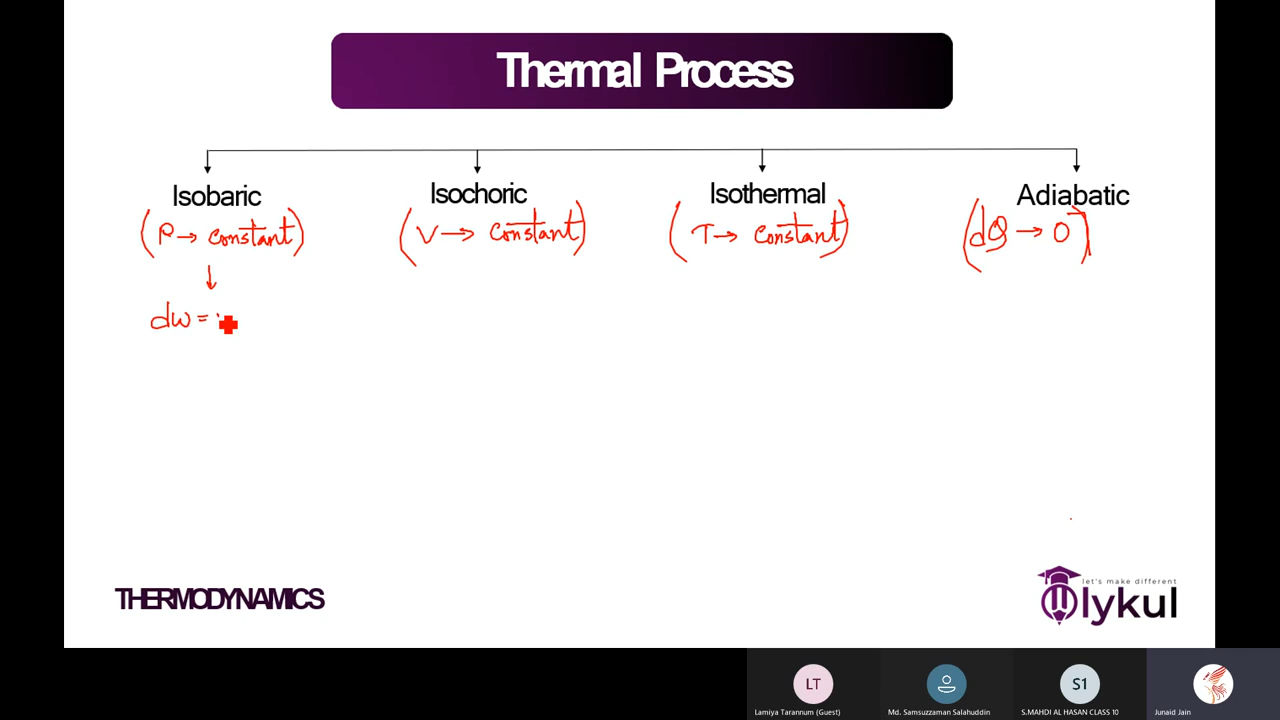 Thermal Process
Isobaric Isochoric Isothermal Adiabatic
(P → constant) (V → constant) (T → constant) (dQ → 0)
↓
dw =
THERMODYNAMICS
let's make different
Olykul
LT S1
Lamiya Tarannum (Guest) Md. Samsuzzaman Salahuddin S.MAHDI AL HASAN CLASS 10 Junaid Jain